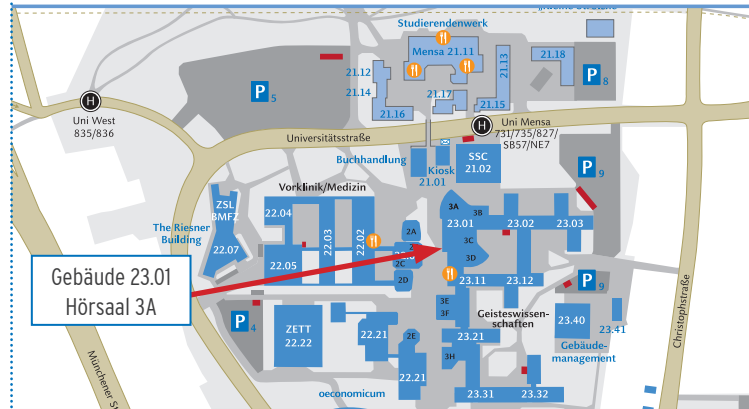 Studierendenwerk
Mensa 21.11
21.12
21.14
21.16
21.17
21.13
21.15
21.18
P 5
P 8
H
Uni West
835/836
H
Uni Mensa
731/735/827/
SB57/NE7
Universitätsstraße
Buchhandlung
Kiosk
21.01
SSC
21.02
P 9
Vorklinik/Medizin
ZSL
BMFZ
The Riesner
Building
22.07
22.04
22.03
22.02
22.05
2A
2C
2D
3A
3B
23.01
3C
3D
23.02
23.03
23.11
23.12
Gebäude 23.01
Hörsaal 3A
P 4
ZETT
22.22
22.21
2E
22.21
oeconomicum
3E
3F
23.21
3H
Geisteswissen-
schaften
23.31
23.32
P 9
23.40
23.41
Gebäude-
management
Christophstraße
Münchener St